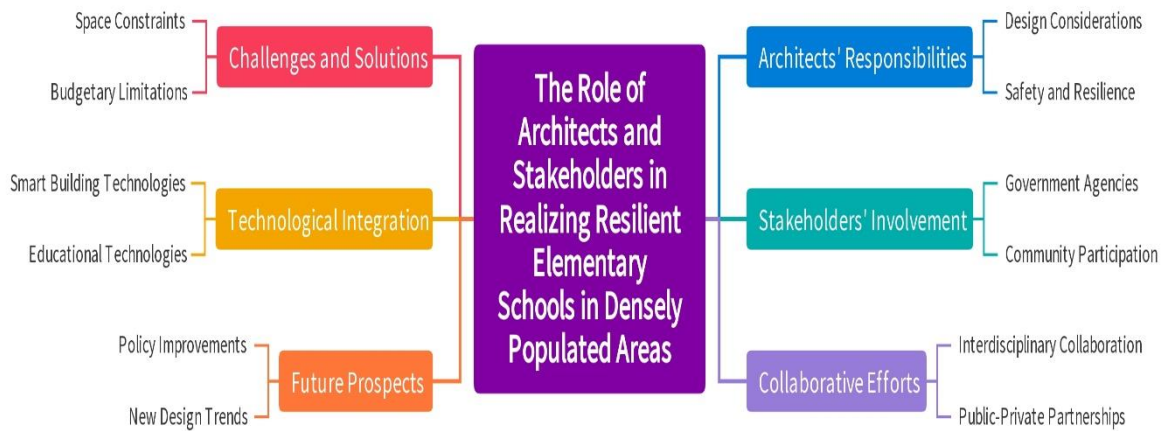 The Role of
Architects and
Stakeholders in
Realizing Resilient
Elementary
Schools in Densely
Populated Areas
Challenges and Solutions
Space Constraints
Budgetary Limitations
Technological Integration
Smart Building Technologies
Educational Technologies
Future Prospects
Policy Improvements
New Design Trends
Architects' Responsibilities
Design Considerations
Safety and Resilience
Stakeholders' Involvement
Government Agencies
Community Participation
Collaborative Efforts
Interdisciplinary Collaboration
Public-Private Partnerships